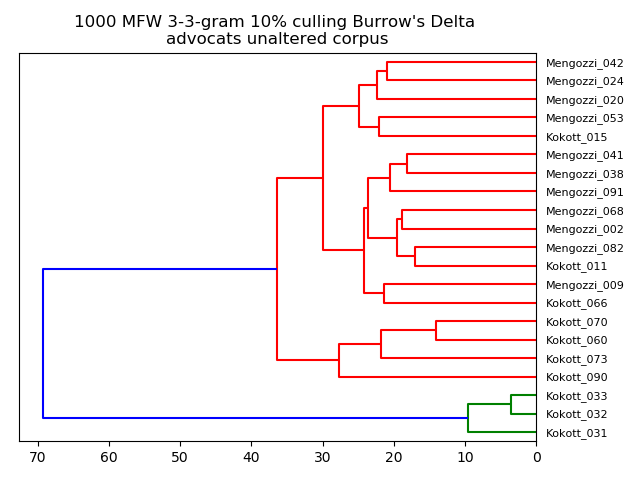 1000 MFW 3-3-gram 10% culling Burrow's Delta
advocats unaltered corpus
Mengozzi_042
Mengozzi_024
Mengozzi_020
Mengozzi_053
Kokott_015
Mengozzi_041
Mengozzi_038
Mengozzi_091
Mengozzi_068
Mengozzi_002
Mengozzi_082
Kokott_011
Mengozzi_009
Kokott_066
Kokott_070
Kokott_060
Kokott_073
Kokott_090
Kokott_033
Kokott_032
Kokott_031
70 60 50 40 30 20 10 0